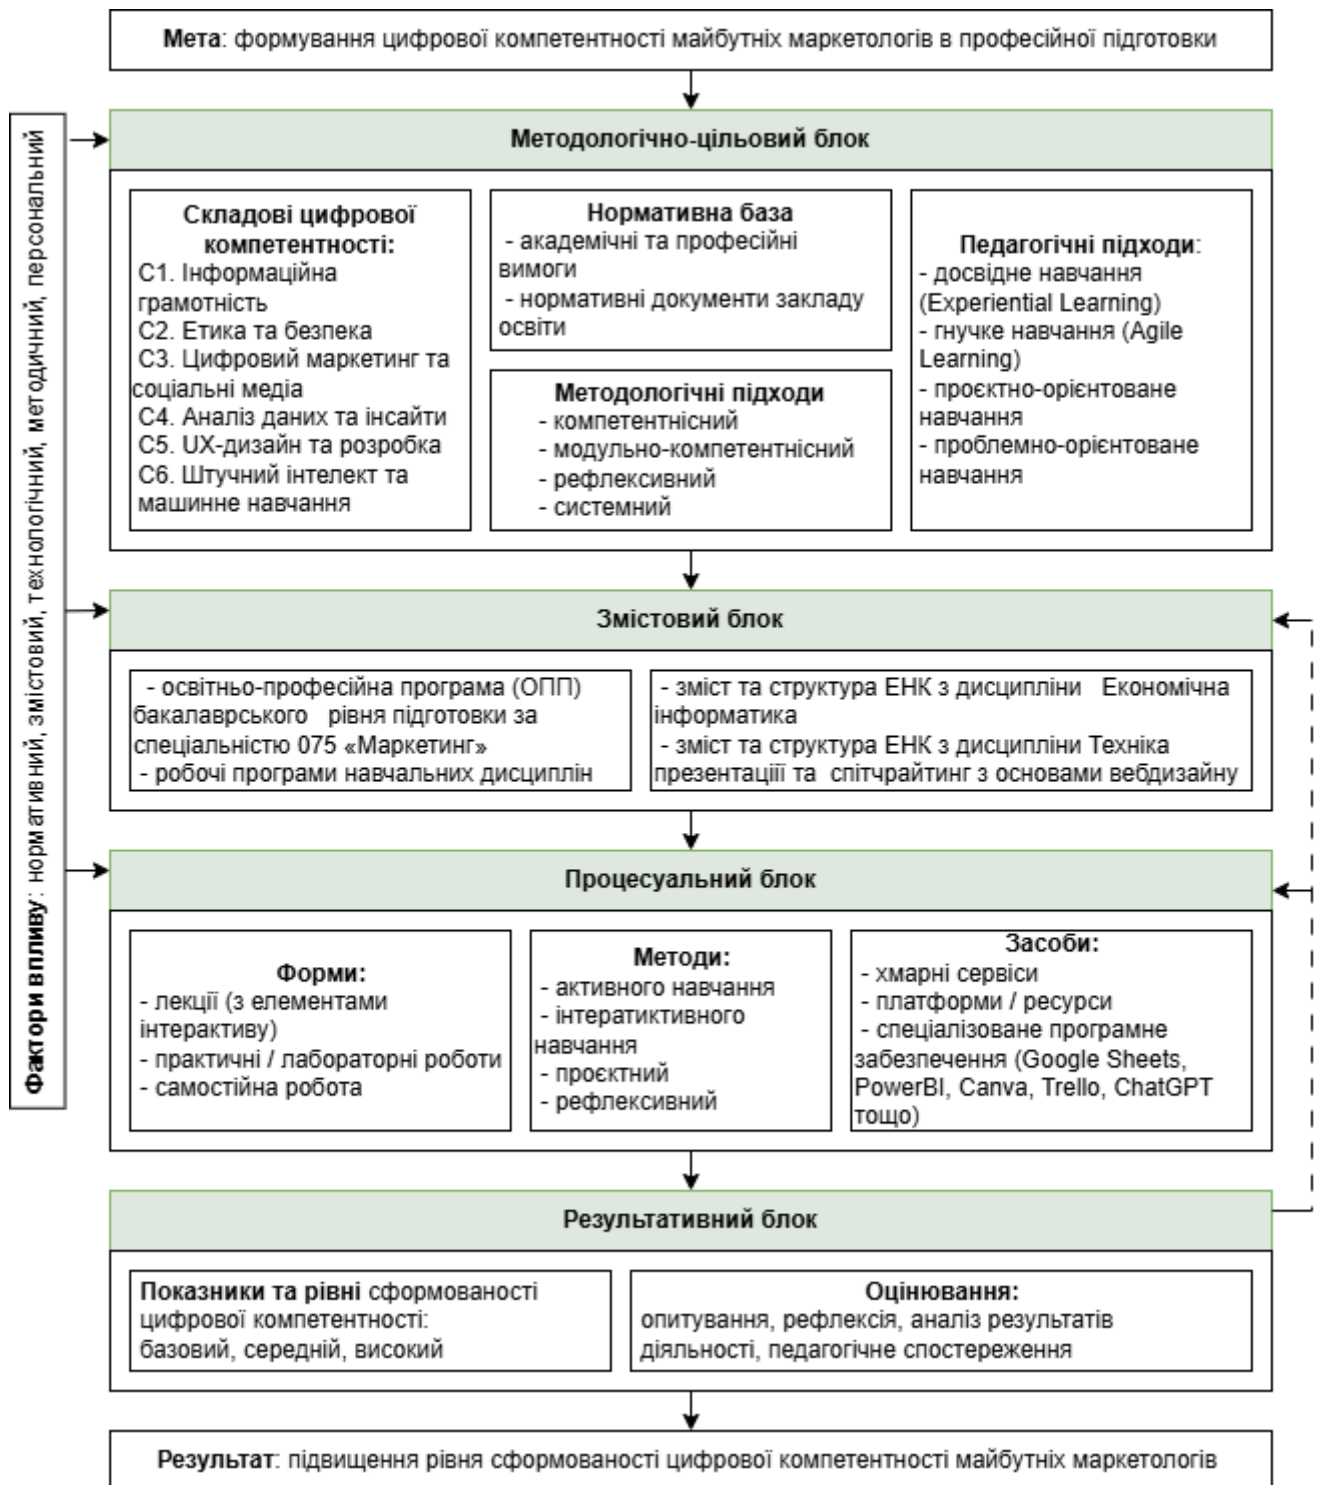 Мета: формування цифрової компетентності майбутніх маркетологів в професійної підготовки
Фактори впливу: нормативний, змістовий, технологічний, методичний, персональний
Методологічно-цільовий блок
Складові цифрової
компетентності:
С1. Інформаційна
грамотність
С2. Етика та безпека
С3. Цифровий маркетинг та
соціальні медіа
С4. Аналіз даних та інсайти
С5. UX-дизайн та розробка
С6. Штучний інтелект та
машинне навчання
Нормативна база
- академічні та професійні
вимоги
- нормативні документи закладу
освіти
Методологічні підходи
- компетентнісний
- модульно-компетентнісний
- рефлексивний
- системний
Педагогічні підходи:
- досвідне навчання
(Experiential Learning)
- гнучке навчання (Agile
Learning)
- проєктно-орієнтоване
навчання
- проблемно-орієнтоване
навчання
Змістовий блок
- освітньо-професійна програма (ОПП)
бакалаврського рівня підготовки за
спеціальністю 075 «Маркетинг»
- робочі програми навчальних дисциплін
- зміст та структура ЕНК з дисципліни Економічна
інформатика
- зміст та структура ЕНК з дисципліни Техніка
презентаціїї та спітчрайтинг з основами вебдизайну
Процесуальний блок
Форми:
- лекції (з елементами
інтерактиву)
- практичні / лабораторні роботи
- самостійна робота
Методи:
- активного навчання
- інтератиктивного
навчання
- проєктний
- рефлексивний
Засоби:
- хмарні сервіси
- платформи / ресурси
- спеціалізоване програмне
забезпечення (Google Sheets,
PowerBI, Canva, Trello, ChatGPT
тощо)
Результативний блок
Показники та рівні сформованості
цифрової компетентності:
базовий, середній, високий
Оцінювання:
опитування, рефлексія, аналіз результатів
діяльності, педагогічне спостереження
Результат: підвищення рівня сформованості цифрової компетентності майбутніх маркетологів